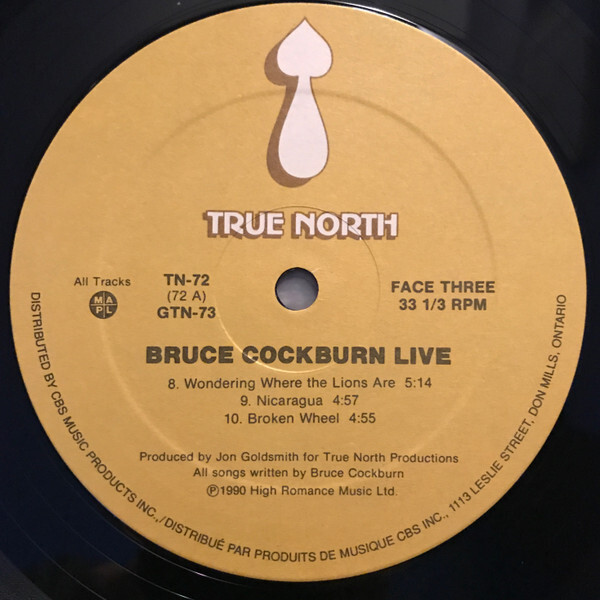 TRUE NORTH
All Tracks
MAPL
TN-72
(72 A)
GTN-73
FACE THREE
33 1/3 RPM
BRUCE COCKBURN LIVE
8. Wondering Where the Lions Are 5:14
9. Nicaragua 4:57
10. Broken Wheel 4:55
Produced by Jon Goldsmith for True North Productions
All songs written by Bruce Cockburn
℗1990 High Romance Music Ltd.
DISTRIBUTED BY CBS MUSIC PRODUCTS INC.,/DISTRIBUÉ PAR PRODUITS DE MUSIQUE CBS INC., 1113 LESLIE STREET, DON MILLS, ONTARIO